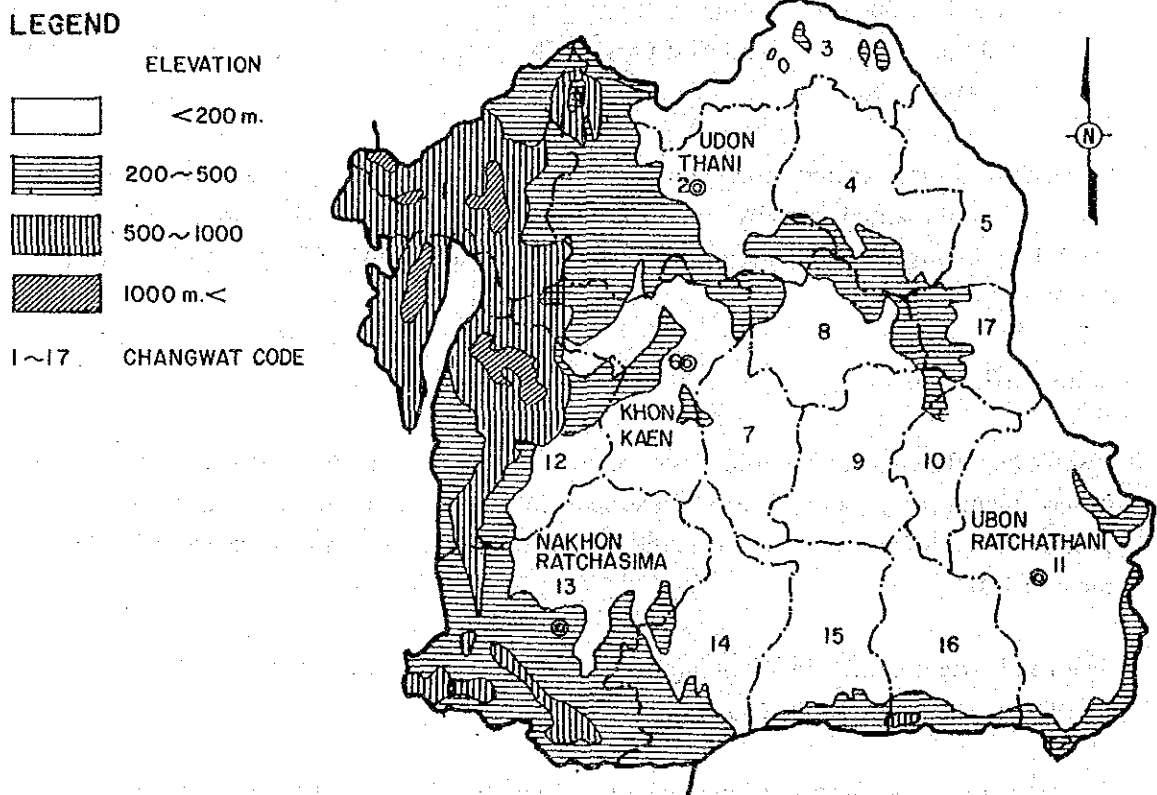 LEGEND
ELEVATION
<200 m.
200~500
500~1000
1000 m.<
1~17 CHANGWAT CODE
3
N
UDON
THANI
2
4
5
17
8
6
KHON
KAEN
7
12
9
10
NAKHON
RATCHASIMA
13
UBON
RATCHATHANI
11
14
15
16